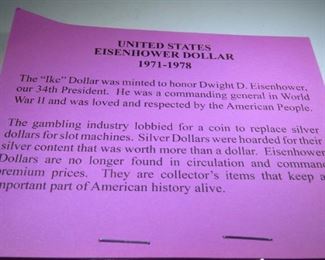 UNITED STATES
EISENHOWER DOLLAR
1971-1978
The "Ike" Dollar was minted to honor Dwight D. Eisenhower,
our 34th President. He was a commanding general in World
War II and was loved and respected by the American People.
The gambling industry lobbied for a coin to replace silver
dollars for slot machines. Silver Dollars were hoarded for their
silver content that was worth more than a dollar. Eisenhower
Dollars are no longer found in circulation and command
premium prices. They are collector's items that keep a
important part of American history alive.